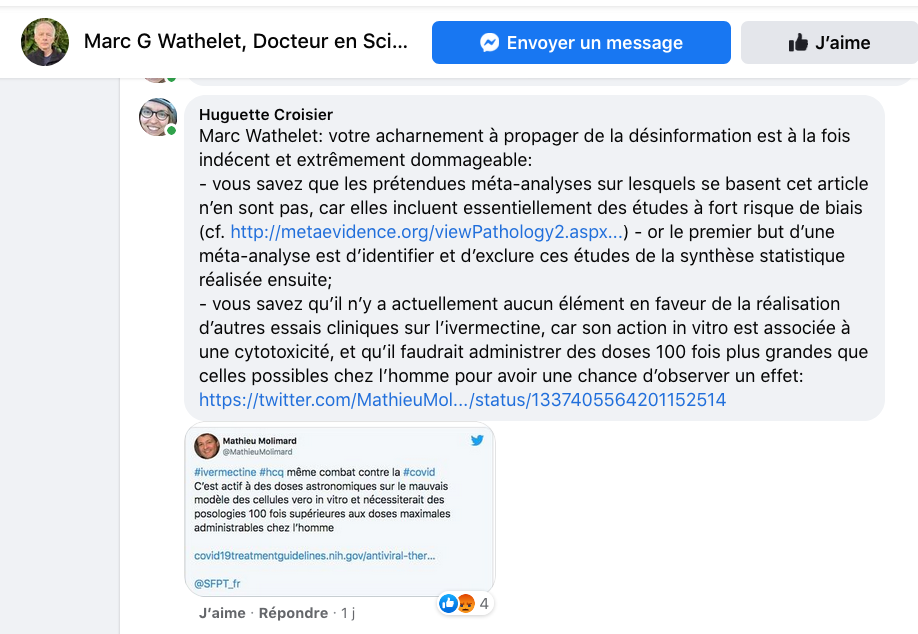 Marc G Wathelet, Docteur en Sci...
Envoyer un message
J'aime
Huguette Croisier
Marc Wathelet: votre acharnement à propager de la désinformation est à la fois
indécent et extrêmement dommageable:
- vous savez que les prétendues méta-analyses sur lesquels se basent cet article
n'en sont pas, car elles incluent essentiellement des études à fort risque de biais
(cf. http://metaevidence.org/viewPathology2.aspx...) - or le premier but d'une
méta-analyse est d'identifier et d'exclure ces études de la synthèse statistique
réalisée ensuite;
- vous savez qu'il n'y a actuellement aucun élément en faveur de la réalisation
d'autres essais cliniques sur l'ivermectine, car son action in vitro est associée à
une cytotoxicité, et qu'il faudrait administrer des doses 100 fois plus grandes que
celles possibles chez l'homme pour avoir une chance d'observer un effet:
https://twitter.com/MathieuMol.../status/1337405564201152514
Mathieu Molimard
@MathieuMolimard
#ivermectine #hcq même combat contre la #covid
C'est actif à des doses astronomiques sur le mauvais
modèle des cellules vero in vitro et nécessiterait des
posologies 100 fois supérieures aux doses maximales
administrables chez l'homme
covid19treatmentguidelines.nih.gov/antiviral-ther...
@SFPT_fr
J'aime · Répondre · 1 j
4